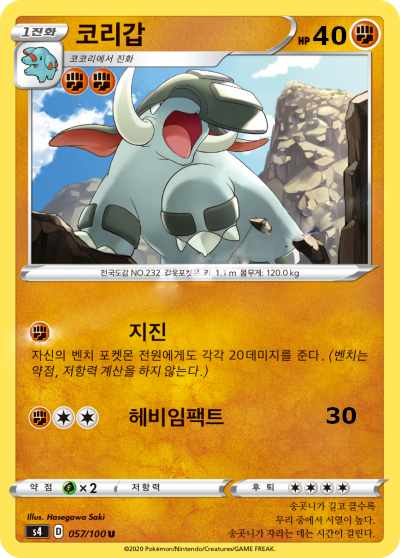 1진화
코리갑
HP 40
코코리에서 진화
전국도감 NO.232 갑옷포켓몬 키: 1.1 m 몸무게: 120.0 kg
지진
자신의 벤치 포켓몬 전원에게도 각각 20데미지를 준다. (벤치는
약점, 저항력 계산을 하지 않는다.)
헤비임팩트 30
약점 ×2 저항력 후퇴
Illus. Hasegawa Saki
송곳니가 길고 클수록
무리 중에서 서열이 높다.
송곳니가 자라는 데는 시간이 걸린다.
s4 D 057/100 U
©2020 Pokémon/Nintendo/Creatures/GAME FREAK.